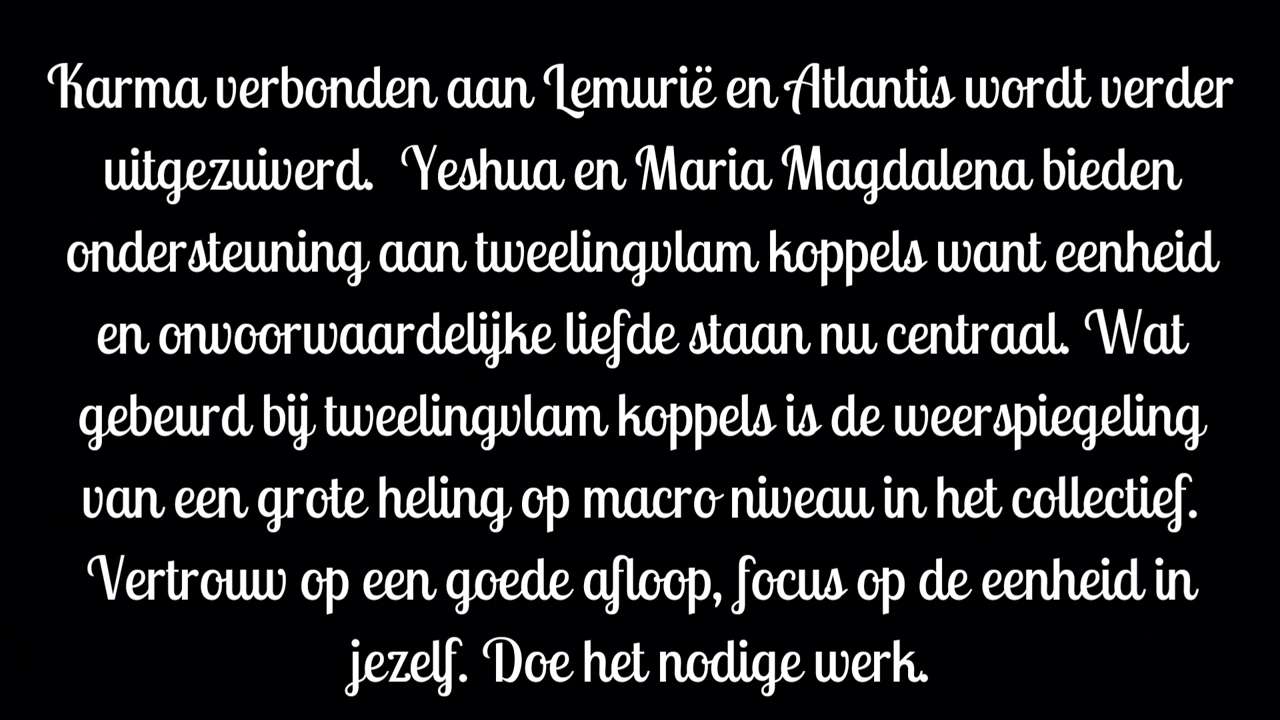 Karma verbonden aan Lemurië en Atlantis wordt verder
uitgezuiverd. Yeshua en Maria Magdalena bieden
ondersteuning aan tweelingvlam koppels want eenheid
en onvoorwaardelijke liefde staan nu centraal. Wat
gebeurd bij tweelingvlam koppels is de weerspiegeling
van een grote heling op macro niveau in het collectief.
Vertrouw op een goede afloop, focus op de eenheid in
jezelf. Doe het nodige werk.